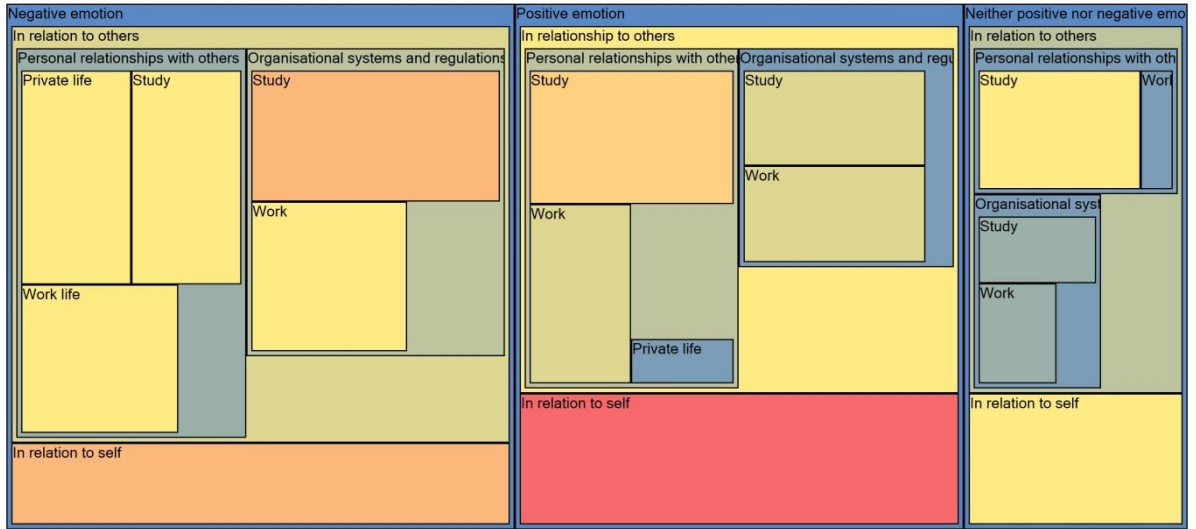 Negative emotion
In relation to others
Personal relationships with others
Private life
Study
Work life
Organisational systems and regulations
Study
Work
In relation to self
Positive emotion
In relationship to others
Personal relationships with othe
Study
Work
Private life
Organisational systems and regu
Study
Work
In relation to self
Neither positive nor negative emo
In relation to others
Personal relationships with oth
Study
Worl
Organisational syst
Study
Work
In relation to self